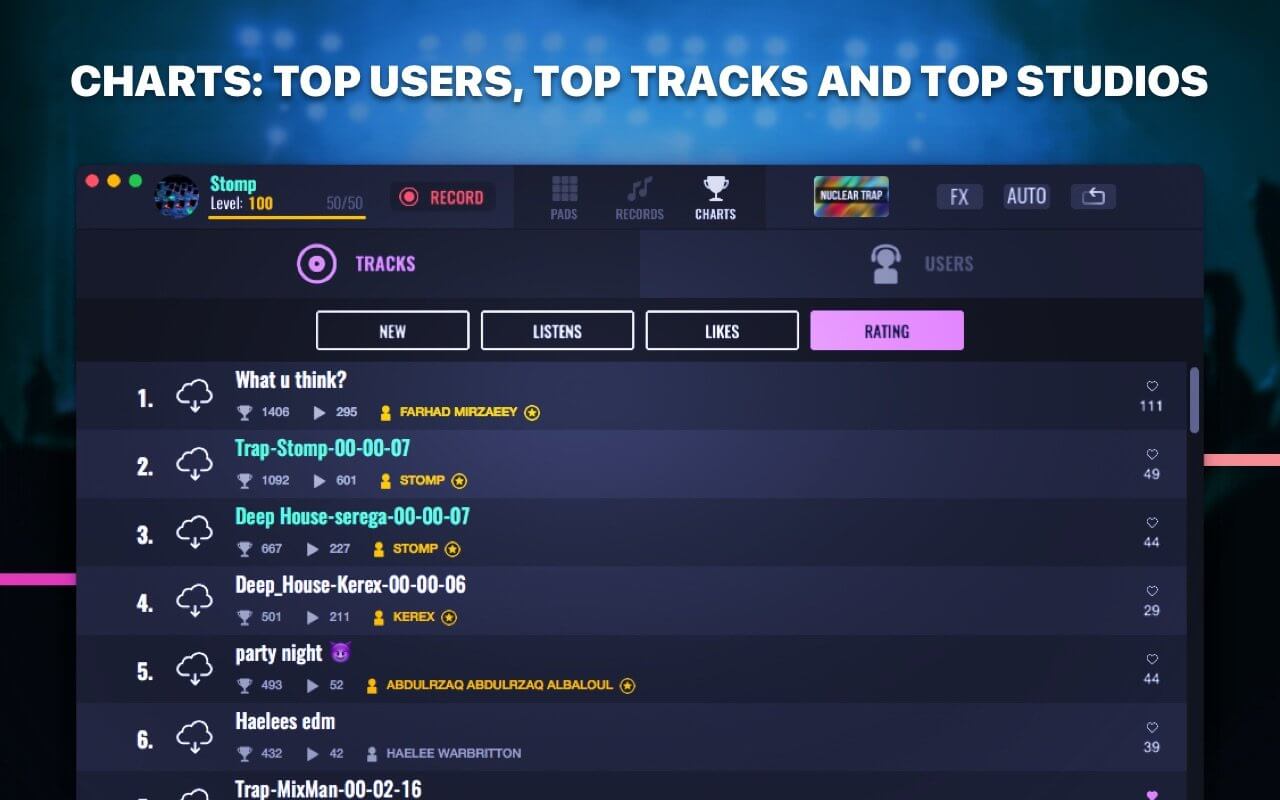 CHARTS: TOP USERS, TOP TRACKS AND TOP STUDIOS
Stomp
Level: 100 50/50
RECORD
PADS
RECORDS
CHARTS
NUCLEAR TRAP
FX
AUTO
TRACKS
USERS
NEW
LISTENS
LIKES
RATING
1.
What u think?
1406 295 FARHAD MIRZAEEY
111
2.
Trap-Stomp-00-00-07
1092 601 STOMP
49
3.
Deep House-serega-00-00-07
667 227 STOMP
44
4.
Deep_House-Kerex-00-00-06
501 211 KEREX
29
5.
party night 😈
493 52 ABDULRZAQ ABDULRZAQ ALBALOUL
44
6.
Haelees edm
432 42 HAELEE WARBRITTON
39
Trap-MixMan-00-02-16